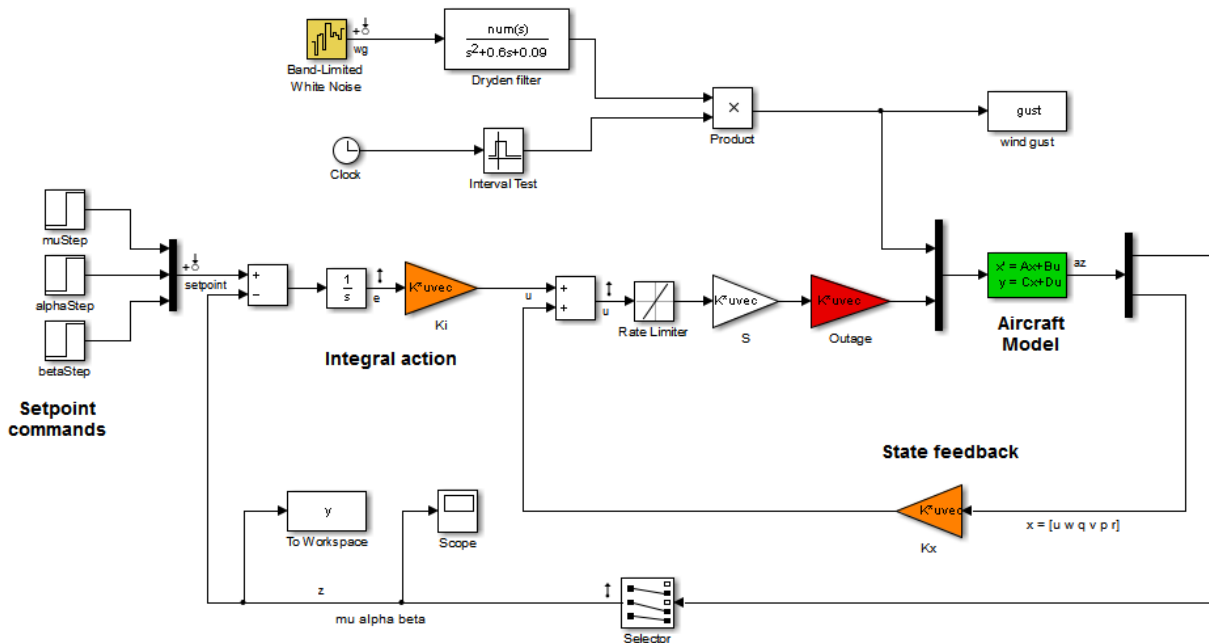 num(s)
s²+0.6s+0.09
wg
Band-Limited
White Noise
Dryden filter
×
Product
gust
wind gust
Clock
Interval Test
muStep
alphaStep
betaStep
Setpoint
commands
+
setpoint
+
−
1
s
e
K*uvec
Ki
Integral action
u
+
+
u
Rate Limiter
K*uvec
S
K*uvec
Outage
x' = Ax+Bu
y = Cx+Du
az
Aircraft
Model
State feedback
K*uvec
Kx
x = [u w q v p r]
y
To Workspace
Scope
z
mu alpha beta
Selector